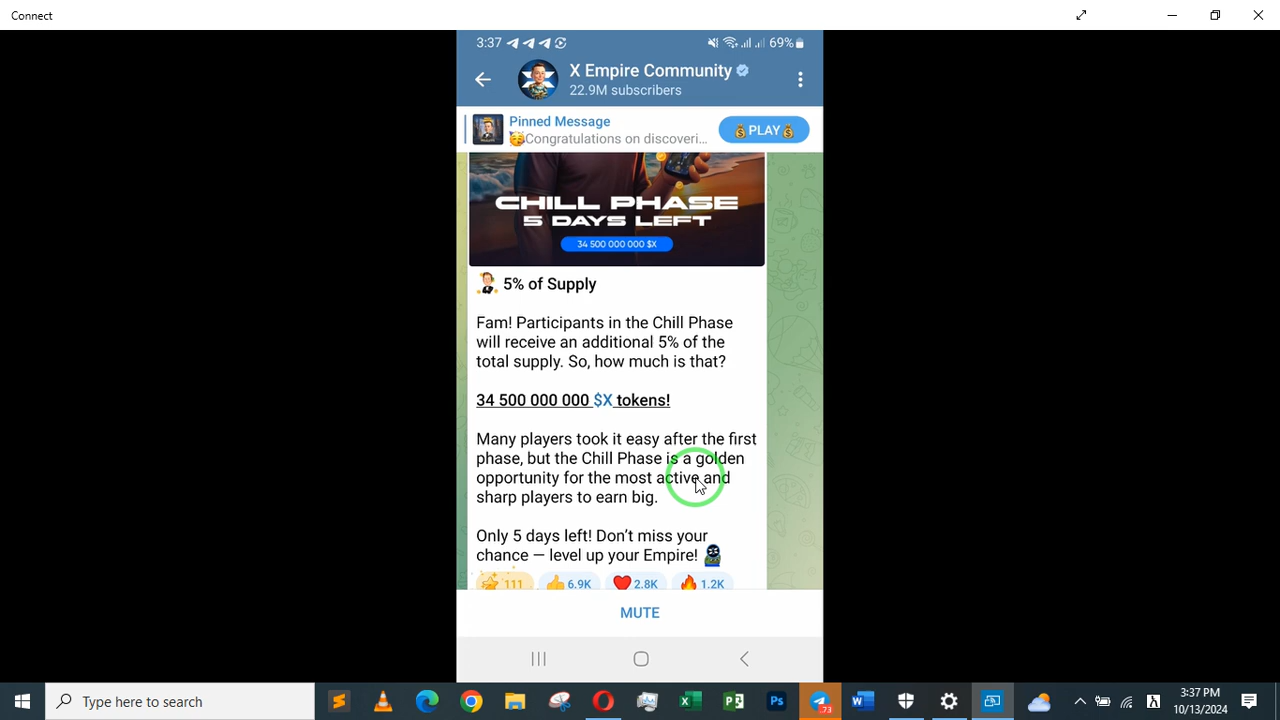 Connect
3:37
69%
X Empire Community
22.9M subscribers
Pinned Message
🥳Congratulations on discoveri...
💰PLAY💰
CHILL PHASE
5 DAYS LEFT
34 500 000 000 $X
5% of Supply
Fam! Participants in the Chill Phase
will receive an additional 5% of the
total supply. So, how much is that?
34 500 000 000 $X tokens!
Many players took it easy after the first
phase, but the Chill Phase is a golden
opportunity for the most active and
sharp players to earn big.
Only 5 days left! Don’t miss your
chance — level up your Empire!
111 👍 6.9K ❤️ 2.8K 🔥 1.2K
MUTE
Type here to search
73
3:37 PM
10/13/2024